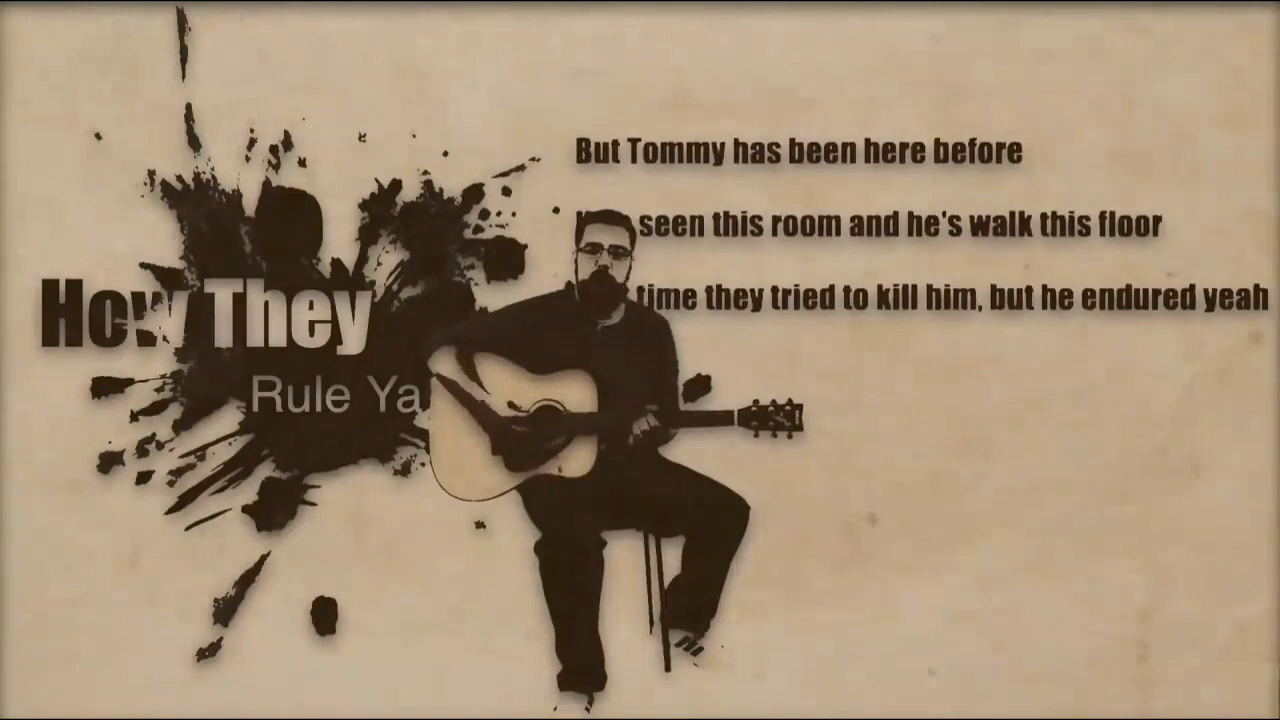 But Tommy has been here before
seen this room and he's walk this floor
time they tried to kill him, but he endured yeah
How They
Rule Ya